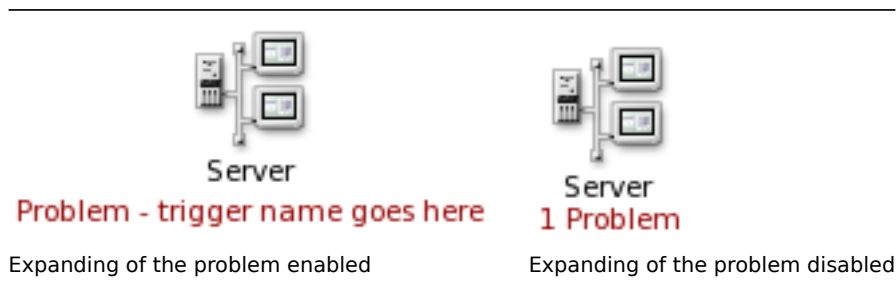 Server
Problem - trigger name goes here
Server
1 Problem
Expanding of the problem enabled
Expanding of the problem disabled